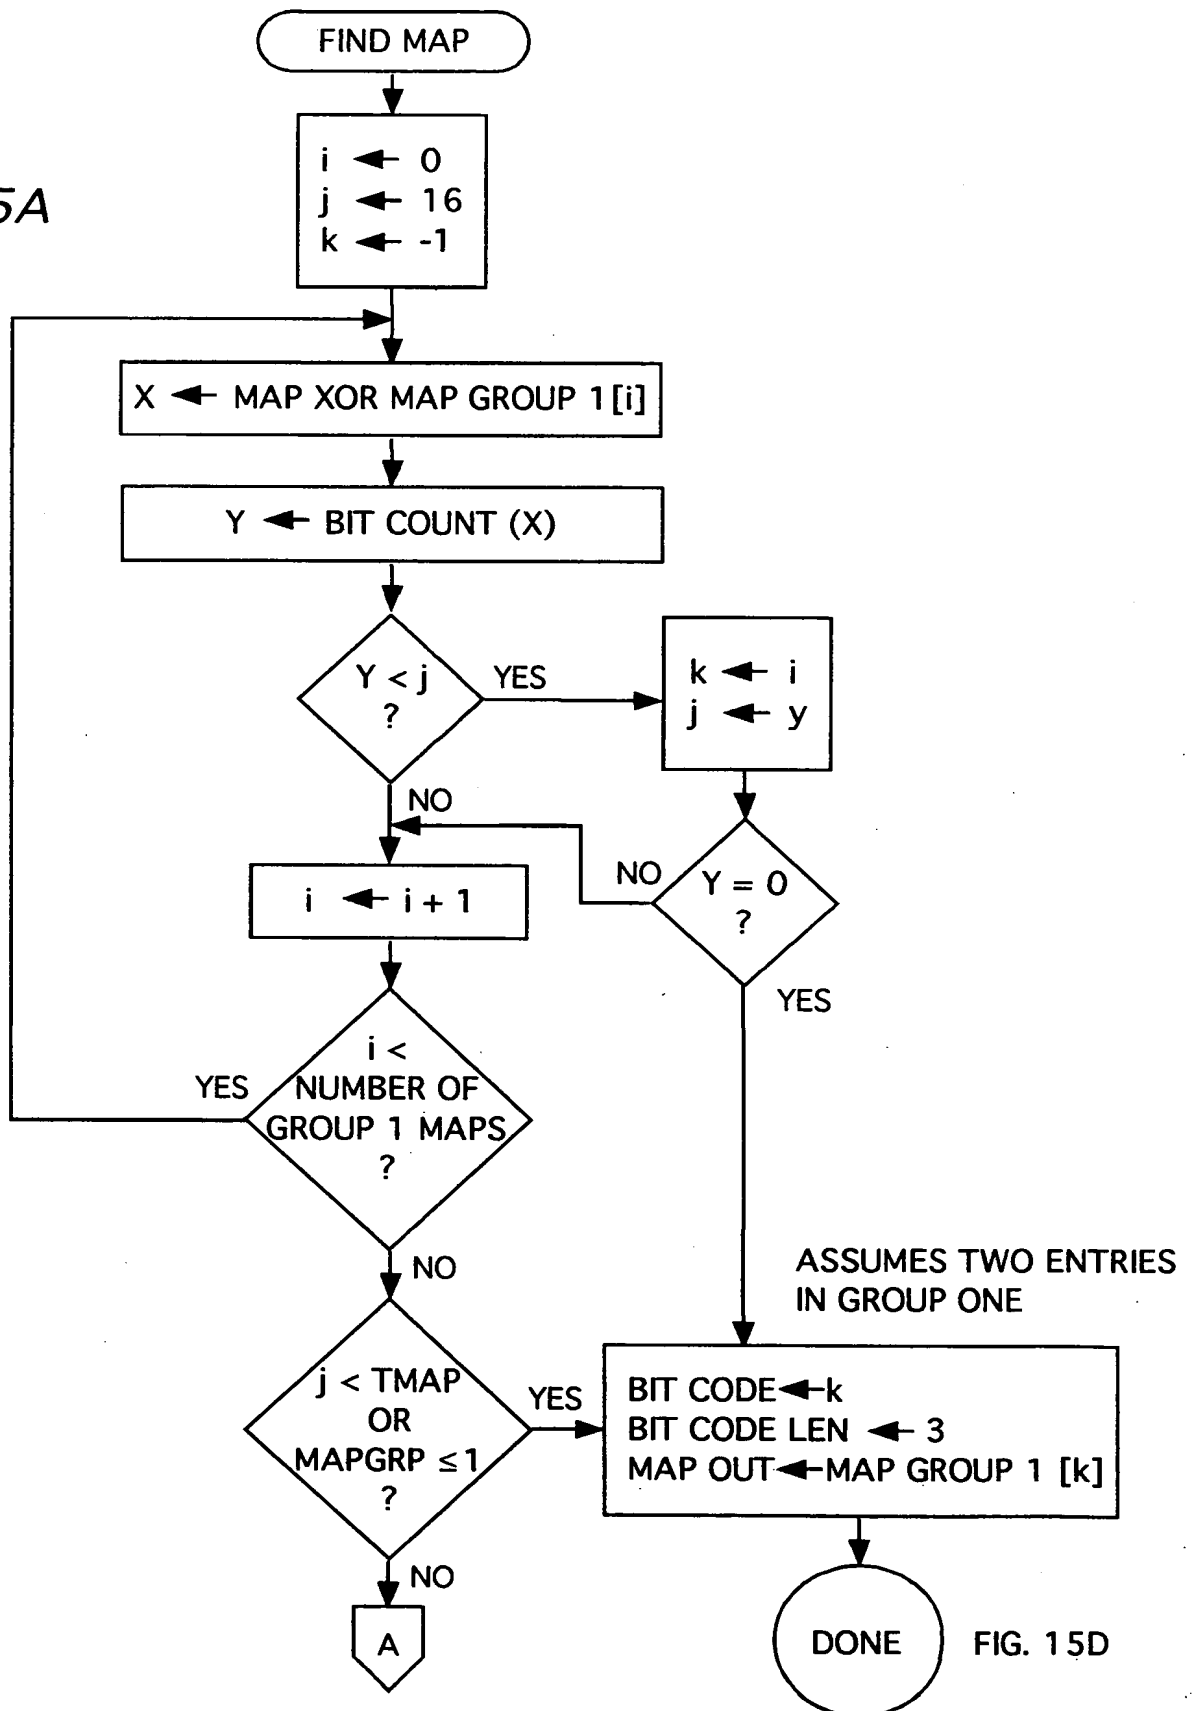 FIND MAP
i ← 0
j ← 16
k ← -1
5A
X ← MAP XOR MAP GROUP 1[i]
Y ← BIT COUNT (X)
Y < j
?
YES
k ← i
j ← y
NO
i ← i + 1
NO
Y = 0
?
YES
i <
NUMBER OF
GROUP 1 MAPS
?
YES
NO
ASSUMES TWO ENTRIES
IN GROUP ONE
j < TMAP
OR
MAPGRP ≤ 1
?
YES
BIT CODE←k
BIT CODE LEN ← 3
MAP OUT←MAP GROUP 1 [k]
NO
A
DONE
FIG. 15D